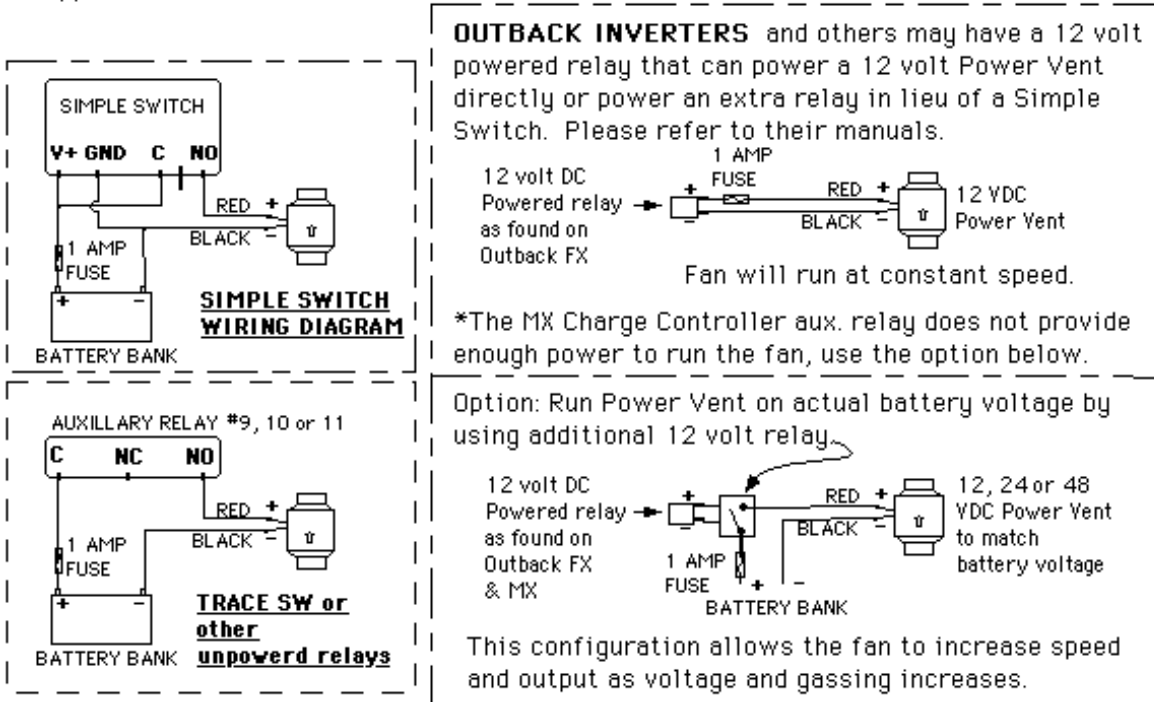 SIMPLE SWITCH
V+ GND C NO
RED +
BLACK -
1 AMP
FUSE
+ -
SIMPLE SWITCH
WIRING DIAGRAM
BATTERY BANK
AUXILLARY RELAY #9, 10 or 11
C NC NO
RED +
BLACK -
1 AMP
FUSE
+ -
TRACE SW or
other
unpowerd relays
BATTERY BANK
OUTBACK INVERTERS and others may have a 12 volt
powered relay that can power a 12 volt Power Vent
directly or power an extra relay in lieu of a Simple
Switch. Please refer to their manuals.
1 AMP
FUSE
12 volt DC
Powered relay
as found on
Outback FX
+
-
RED +
BLACK -
12 VDC
Power Vent
Fan will run at constant speed.
*The MX Charge Controller aux. relay does not provide
enough power to run the fan, use the option below.
Option: Run Power Vent on actual battery voltage by
using additional 12 volt relay.
12 volt DC
Powered relay
as found on
Outback FX
& MX
+
-
RED +
BLACK -
1 AMP
FUSE
+ -
BATTERY BANK
12, 24 or 48
VDC Power Vent
to match
battery voltage
This configuration allows the fan to increase speed
and output as voltage and gassing increases.